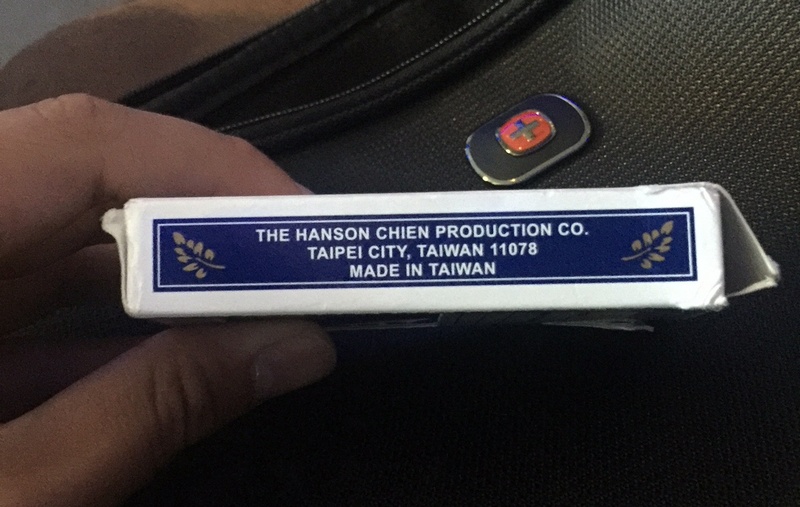 THE HANSON CHIEN PRODUCTION CO.
TAIPEI CITY, TAIWAN 11078
MADE IN TAIWAN